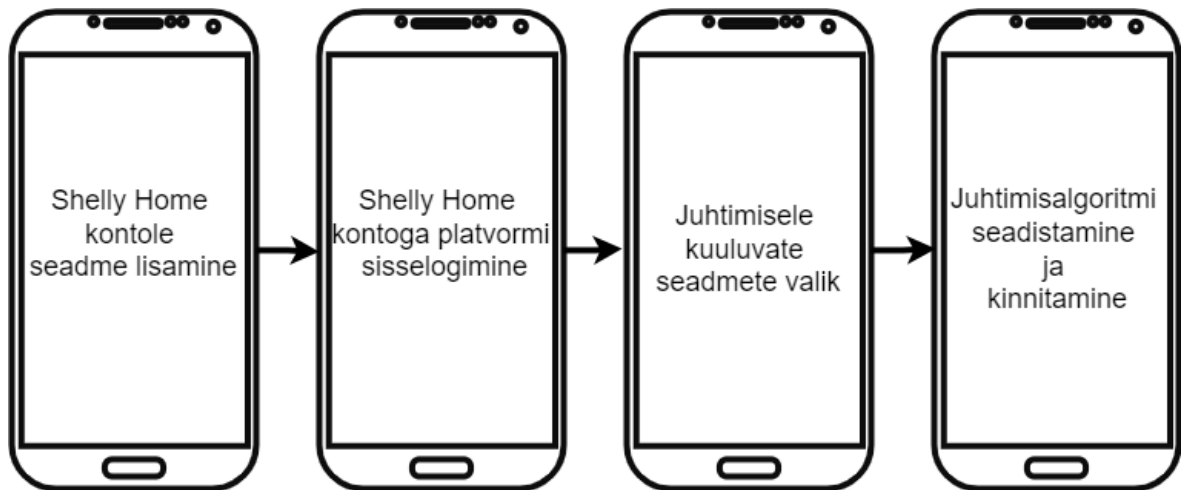 Shelly Home
kontole
seadme lisamine
Shelly Home
kontoga platvormi
sisselogimine
Juhtimisele
kuuluvate
seadmete valik
Juhtimisalgoritmi
seadistamine
ja
kinnitamine